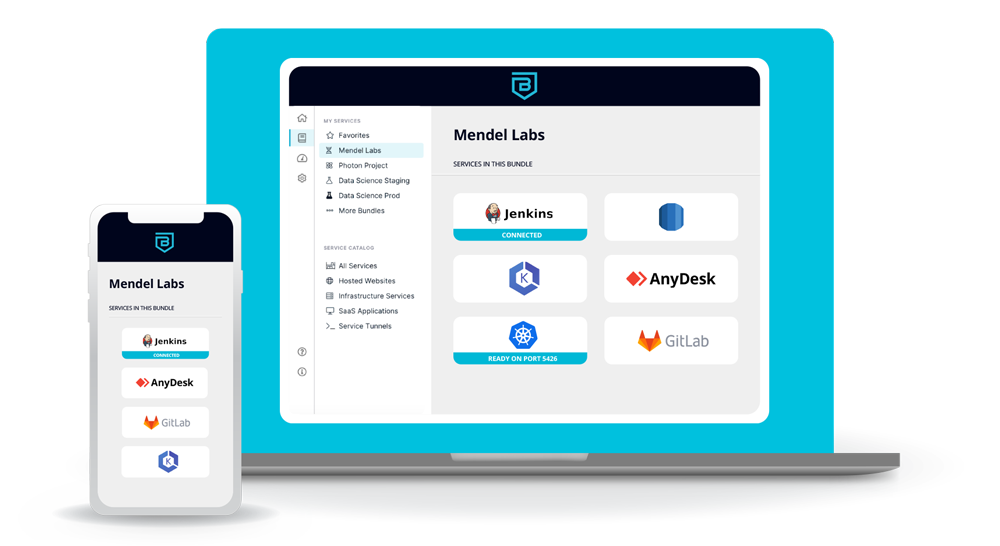 MY SERVICES
Favorites
Mendel Labs
Photon Project
Data Science Staging
Data Science Prod
More Bundles
SERVICE CATALOG
All Services
Hosted Websites
Infrastructure Services
SaaS Applications
Service Tunnels
Mendel Labs
SERVICES IN THIS BUNDLE
Jenkins
CONNECTED
K
AnyDesk
READY ON PORT 5426
GitLab
Mendel Labs
SERVICES IN THIS BUNDLE
Jenkins
CONNECTED
AnyDesk
GitLab
K